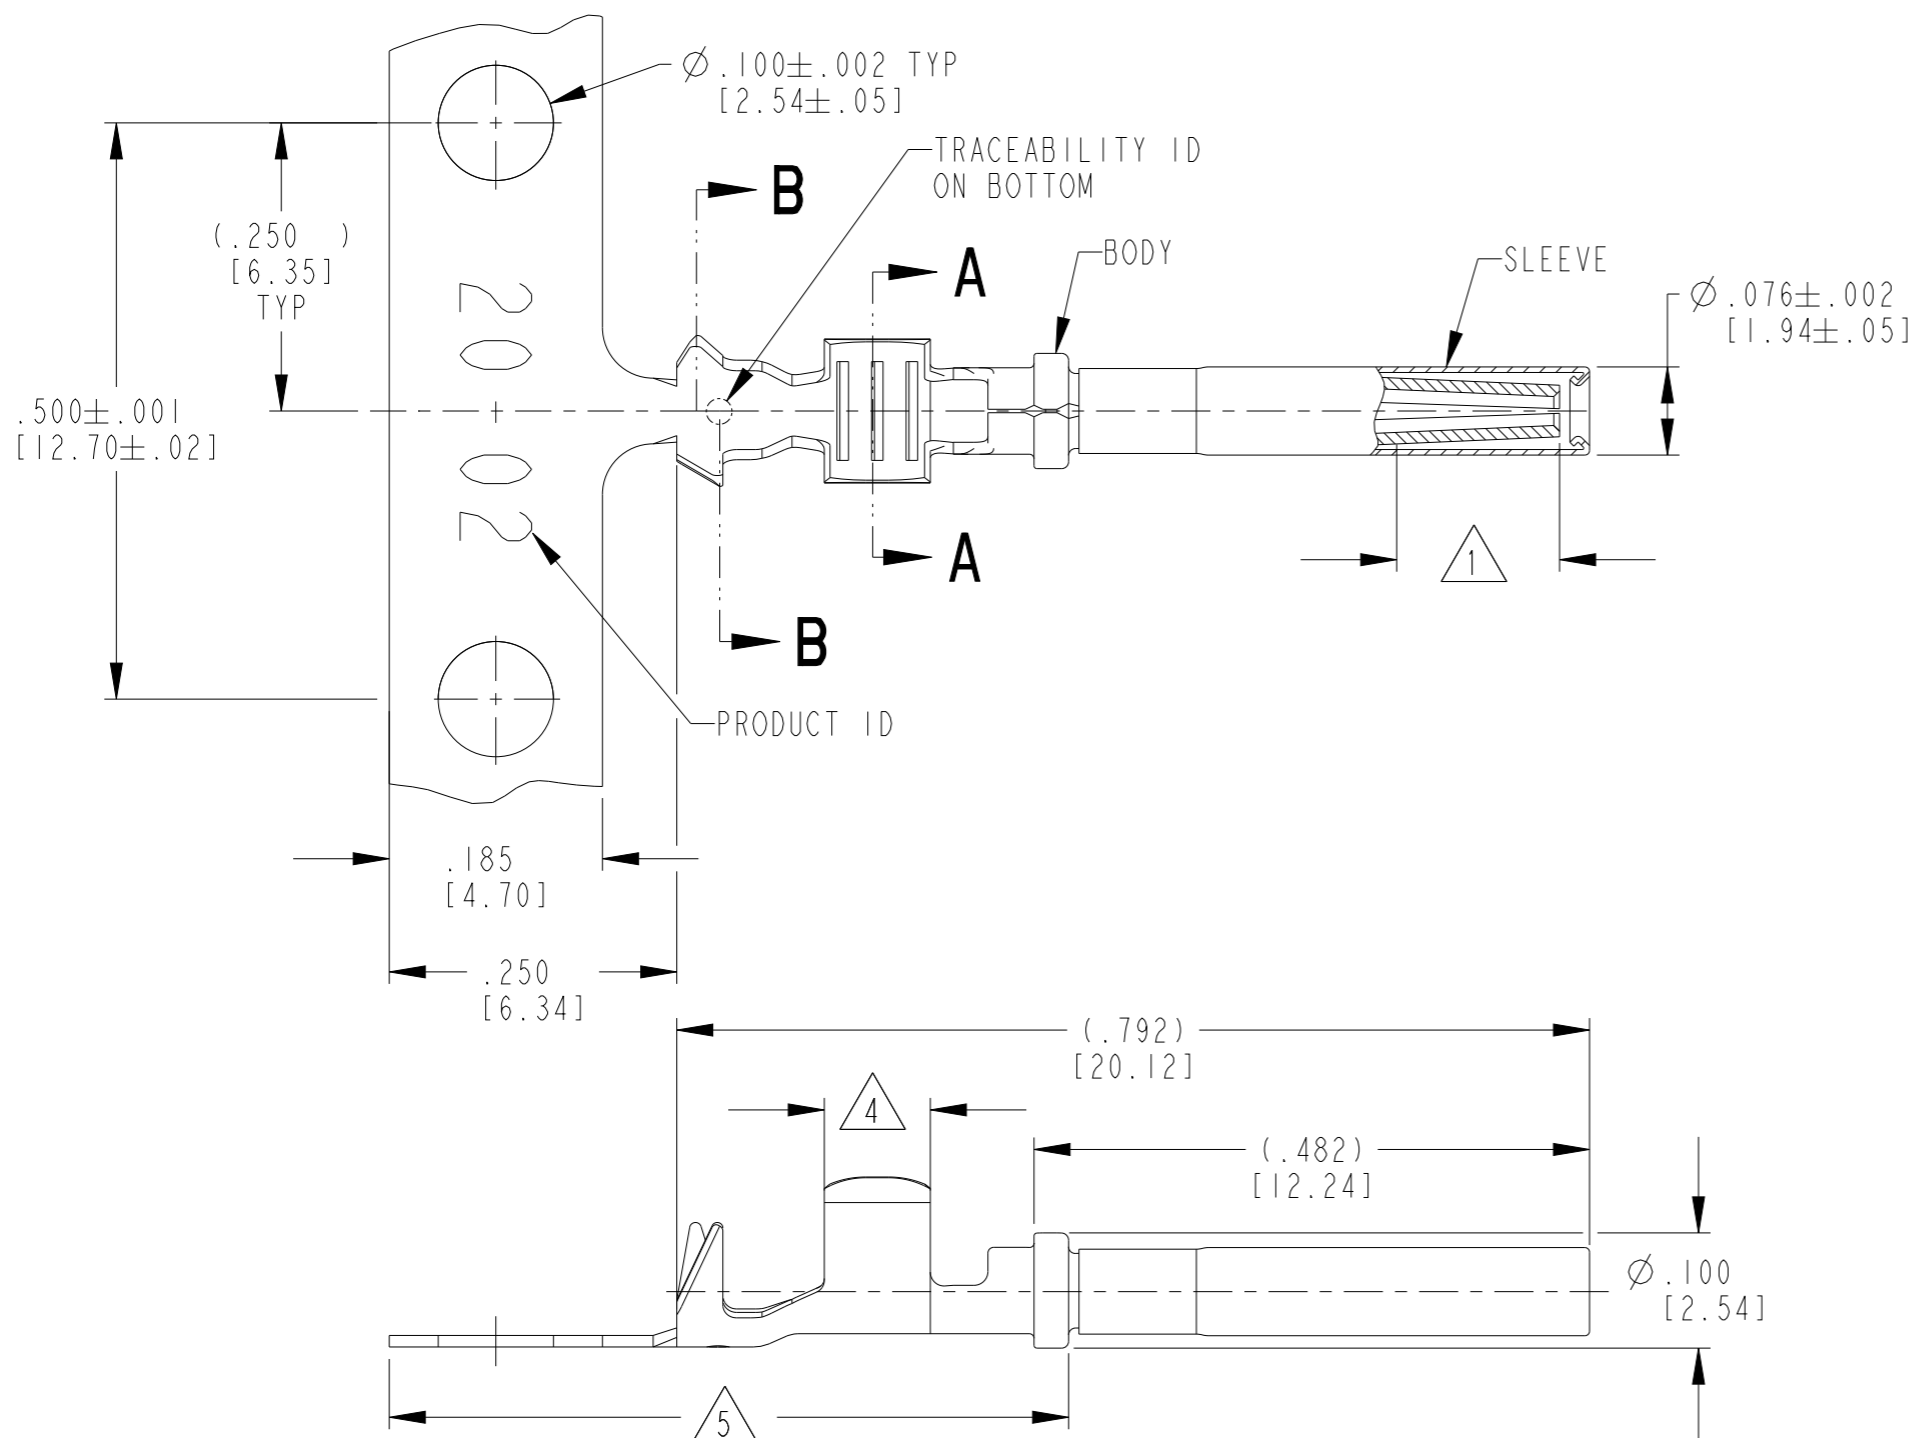 Ø .100±.002 TYP
[2.54±.05]
TRACEABILITY ID
ON BOTTOM
B
A
BODY
SLEEVE
Ø .076±.002
[1.94±.05]
(.250 )
[6.35]
TYP
.500±.001
[12.70±.02]
2002
A
1
B
PRODUCT ID
.185
[4.70]
.250
[6.34]
(.792)
[20.12]
4
(.482)
[12.24]
Ø .100
[2.54]
5